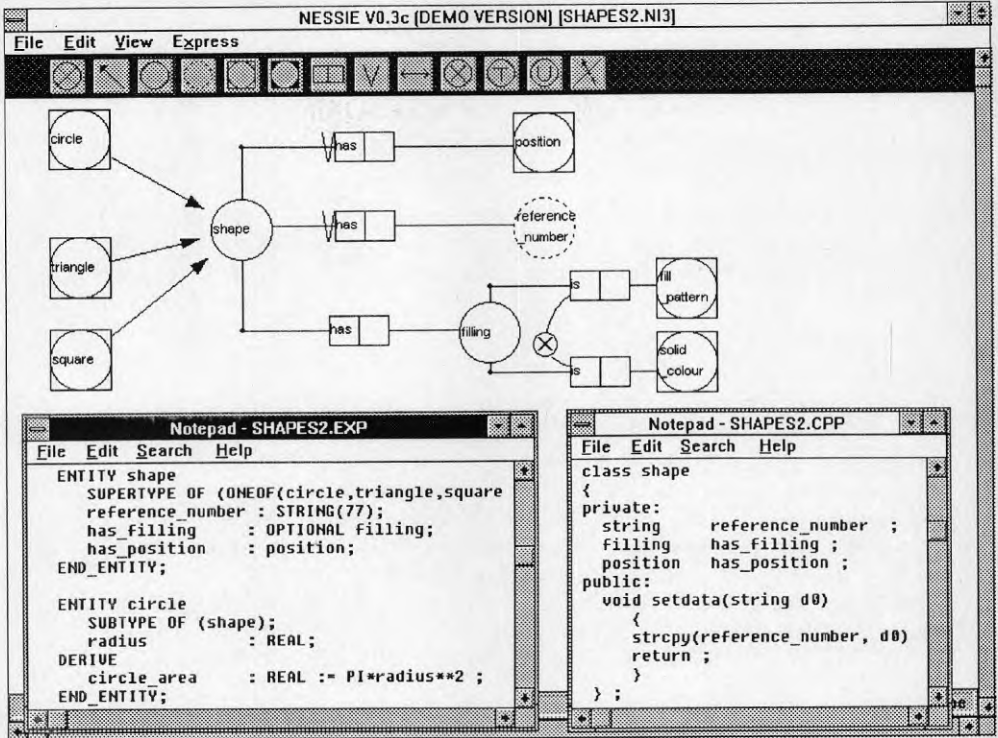 NESSIE V0.3c (DEMO VERSION) [SHAPES2.NI3]
File Edit View Express
V
T
U
circle
has
position
shape
has
reference
_number
triangle
is
fill
_pattern
has
filling
square
is
solid
_colour
Notepad - SHAPES2.EXP
File Edit Search Help
ENTITY shape
SUPERTYPE OF (ONEOF(circle,triangle,square
reference_number : STRING(77);
has_filling : OPTIONAL filling;
has_position : position;
END_ENTITY;
ENTITY circle
SUBTYPE OF (shape);
radius : REAL;
DERIVE
circle_area : REAL := PI*radius**2 ;
END_ENTITY;
Notepad - SHAPES2.CPP
File Edit Search Help
class shape
{
private:
string reference_number ;
filling has_filling ;
position has_position ;
public:
void setdata(string d0)
{
strcpy(reference_number, d0)
return ;
}
} ;